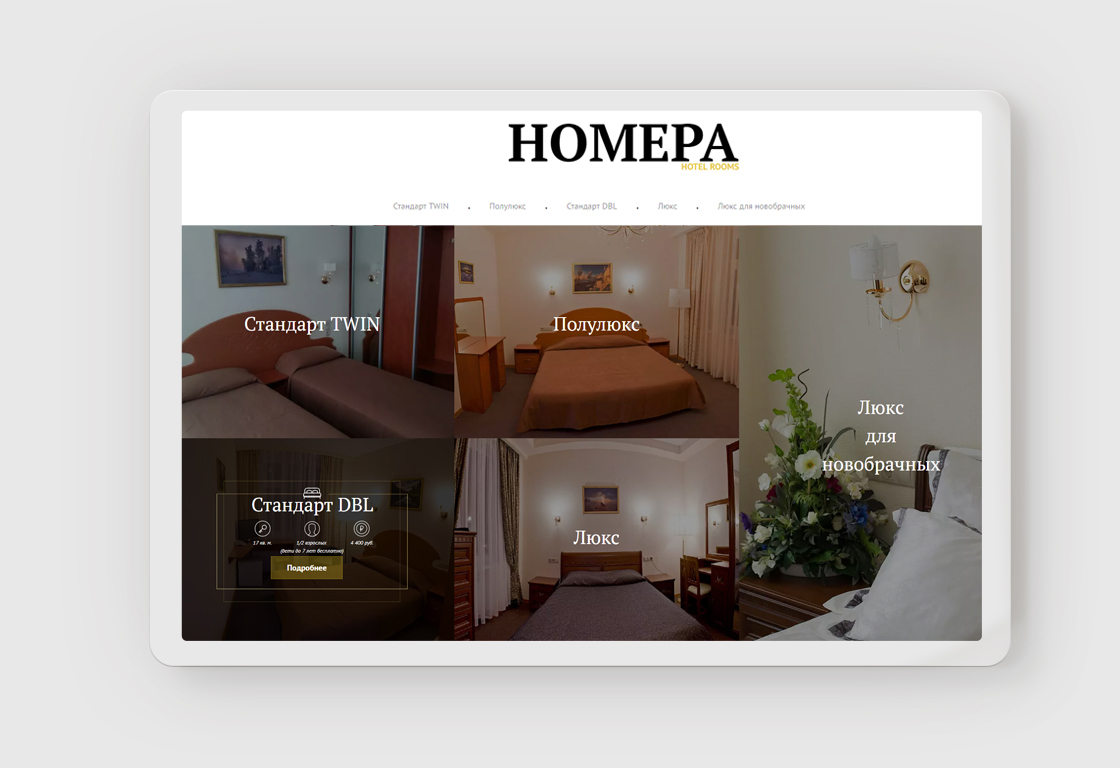 НОМЕРА
HOTEL ROOMS
Стандарт TWIN • Полулюкс • Стандарт DBL • Люкс • Люкс для новобрачных
Стандарт TWIN
Полулюкс
Люкс
для
новобрачных
Стандарт DBL
17 кв. м. 1/2 взрослых 4 400 руб.
(дети до 7 лет бесплатно)
Подробнее
Люкс